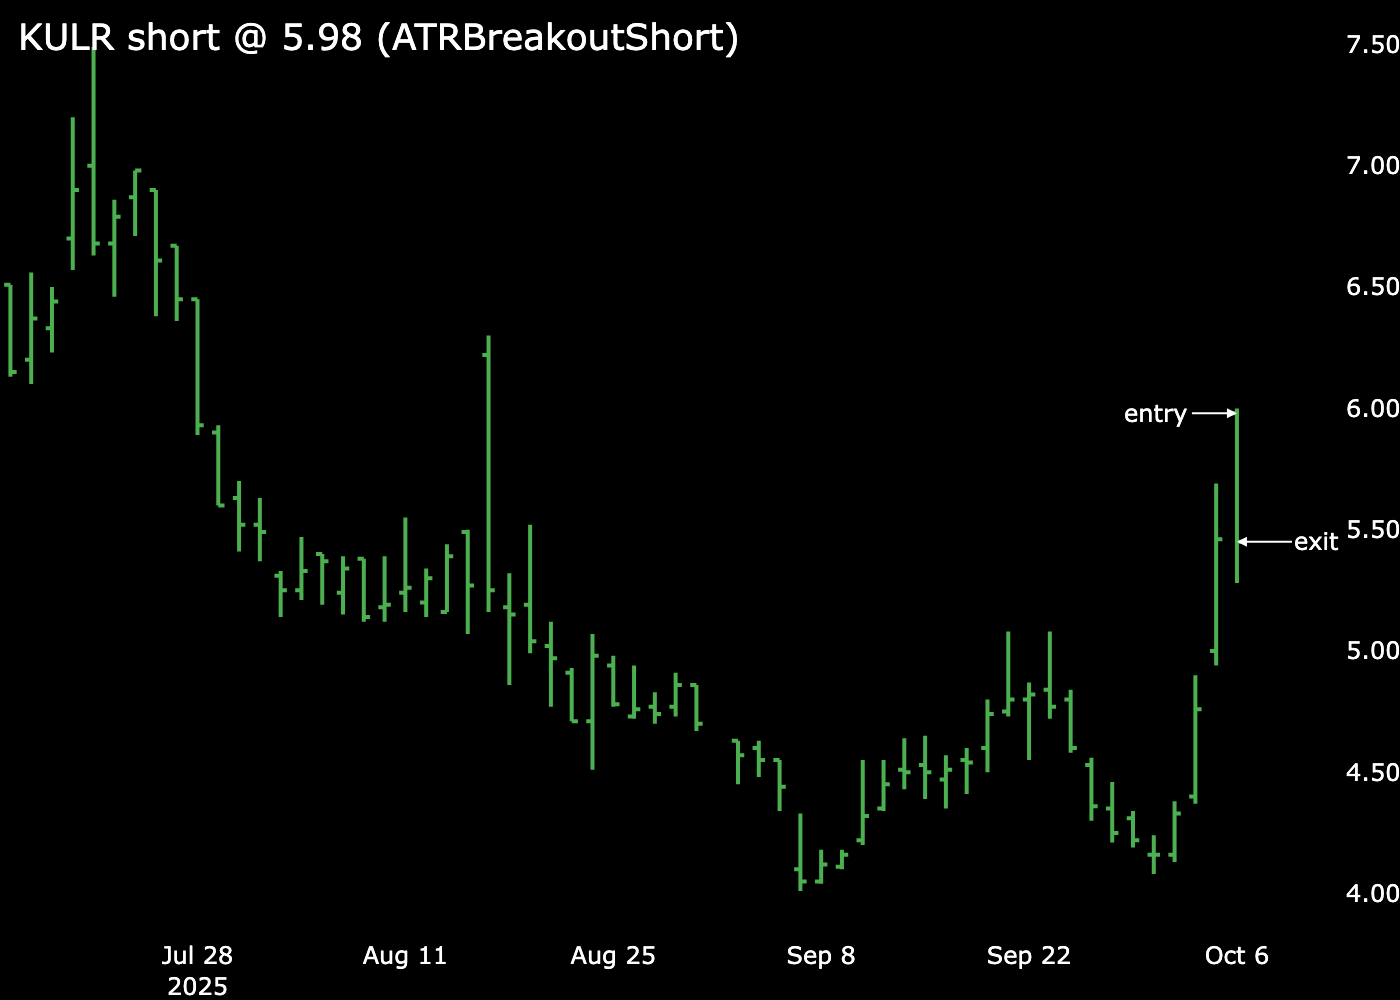 KULR short @ 5.98 (ATRBreakoutShort)
7.50
7.00
6.50
6.00
entry
5.50
exit
5.00
4.50
4.00
Jul 28
2025
Aug 11
Aug 25
Sep 8
Sep 22
Oct 6